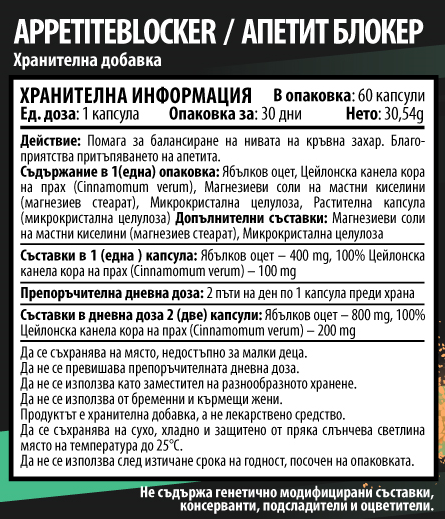 APPETITEBLOCKER / АПЕТИТ БЛОКЕР
Хранителна добавка
ХРАНИТЕЛНА ИНФОРМАЦИЯ В опаковка: 60 капсули
Ед. доза: 1 капсула Опаковка за: 30 дни Нето: 30,54g
Действие: Помага за балансиране на нивата на кръвна захар. Благо-
приятства притъпяването на апетита.
Съдържание в 1(една) опаковка: Ябълков оцет, Цейлонска канела кора
на прах (Cinnamomum verum), Магнезиеви соли на мастни киселини
(магнезиев стеарат), Микрокристална целулоза, Растителна капсула
(микрокристална целулоза) Допълнителни съставки: Магнезиеви соли
на мастни киселини (магнезиев стеарат), Микрокристална целулоза
Съставки в 1 (една ) капсула: Ябълков оцет – 400 mg, 100% Цейлонска
канела кора на прах (Cinnamomum verum) – 100 mg
Препоръчителна дневна доза: 2 пъти на ден по 1 капсула преди храна
Съставки в дневна доза 2 (две) капсули: Ябълков оцет – 800 mg, 100%
Цейлонска канела кора на прах (Cinnamomum verum) – 200 mg
Да се съхранява на място, недостъпно за малки деца.
Да не се превишава препоръчителната дневна доза.
Да не се използва като заместител на разнообразното хранене.
Да не се използва от бременни и кърмещи жени.
Продуктът е хранителна добавка, а не лекарствено средство.
Да се съхранява на сухо, хладно и защитено от пряка слънчева светлина
място на температура до 25°C.
Да не се използва след изтичане срока на годност, посочен на опаковката.
Не съдържа генетично модифицирани съставки,
консерванти, подсладители и оцветители.